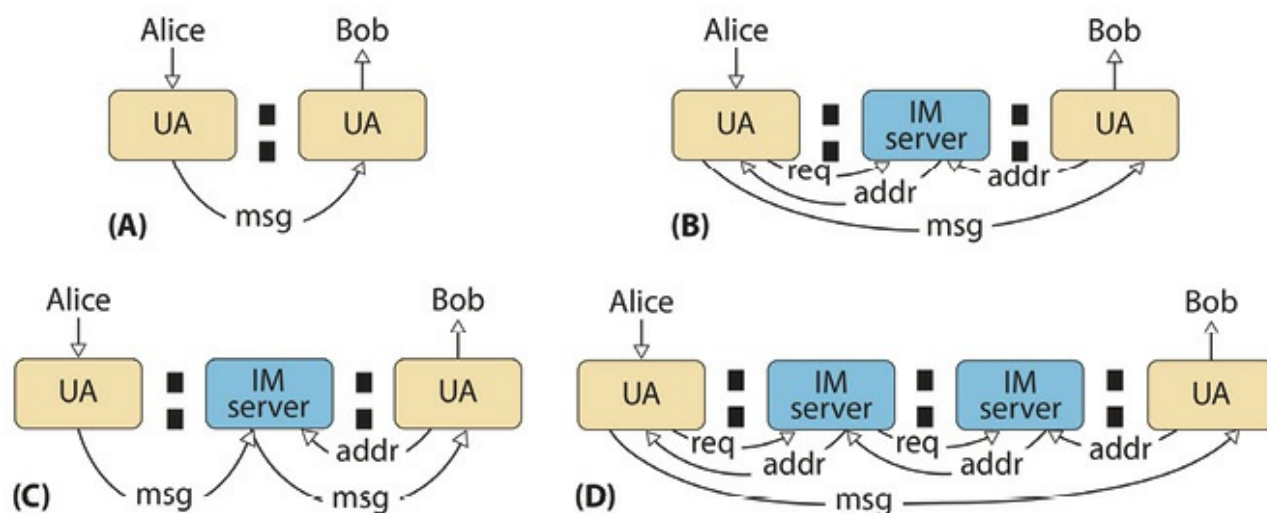 Alice
Bob
UA
UA
msg
(A)
Alice
Bob
UA
IM
server
UA
req
addr
addr
msg
(B)
Alice
Bob
UA
IM
server
UA
addr
msg
msg
(C)
Alice
Bob
UA
IM
server
IM
server
UA
req
addr
req
addr
addr
msg
(D)